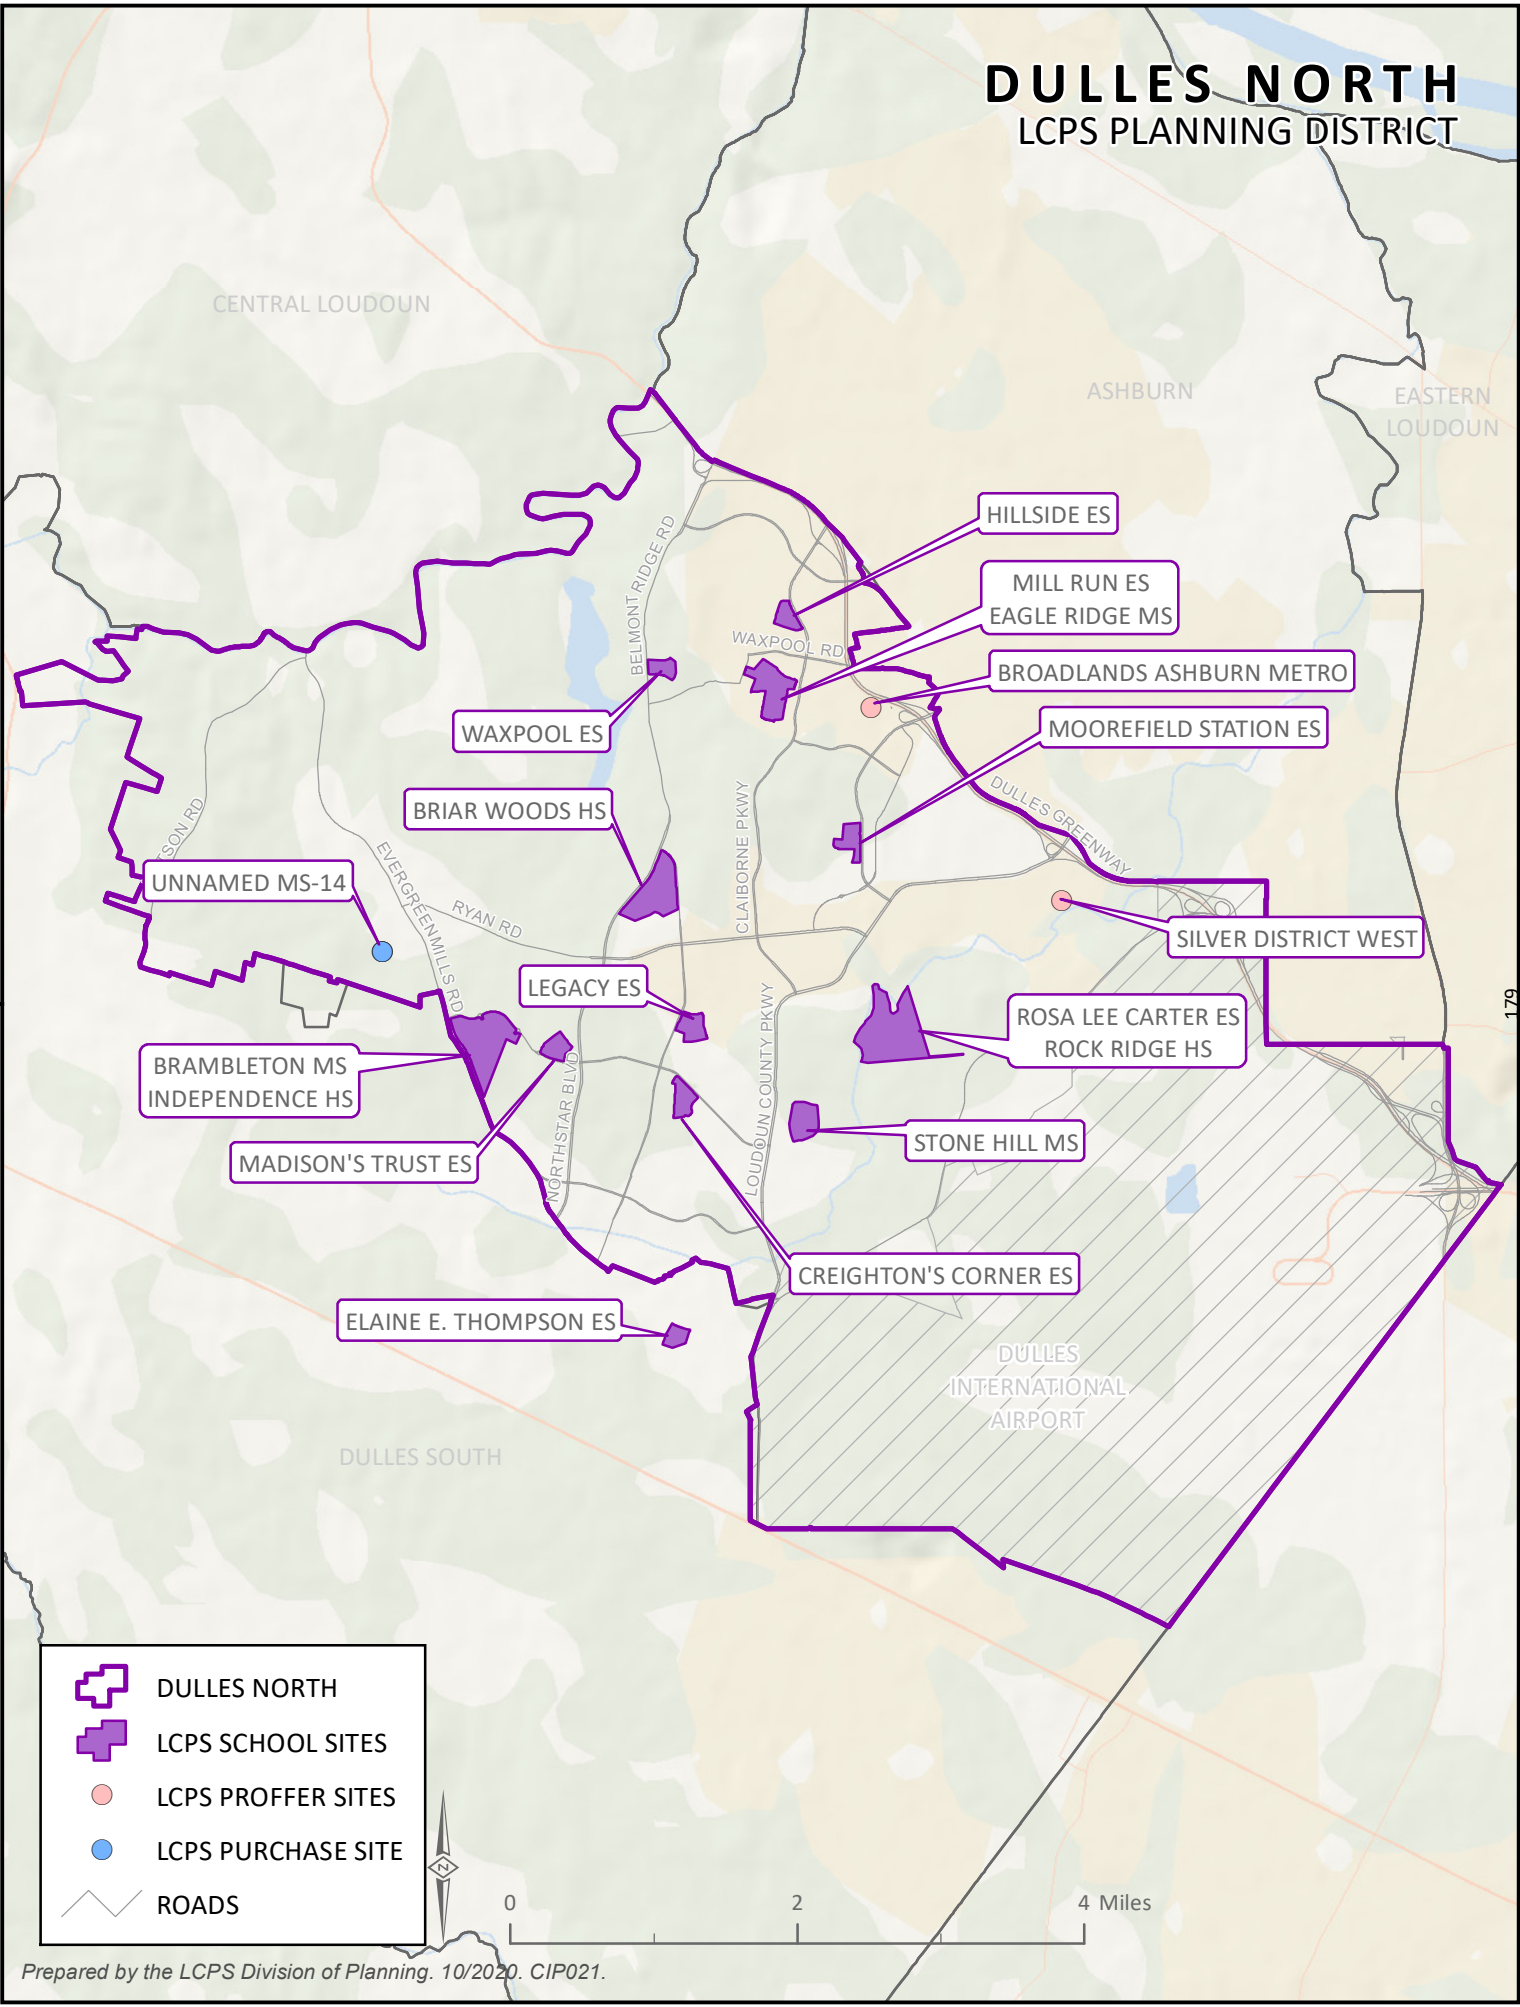 DULLES NORTH
LCPS PLANNING DISTRICT
CENTRAL LOUDOUN
ASHBURN
EASTERN
LOUDOUN
HILLSIDE ES
BELMONT RIDGE RD
MILL RUN ES
EAGLE RIDGE MS
WAXPOOL RD
BROADLANDS ASHBURN METRO
WAXPOOL ES
MOOREFIELD STATION ES
BRIAR WOODS HS
CLAIBORNE PKWY
DULLES GREENWAY
TSON RD
UNNAMED MS-14
EVERGREEN MILLS RD
RYAN RD
SILVER DISTRICT WEST
LEGACY ES
179
ROSA LEE CARTER ES
ROCK RIDGE HS
BRAMBLETON MS
INDEPENDENCE HS
LOUDOUN COUNTY PKWY
NORTHSTAR BLVD
STONE HILL MS
MADISON'S TRUST ES
CREIGHTON'S CORNER ES
ELAINE E. THOMPSON ES
DULLES
INTERNATIONAL
AIRPORT
DULLES SOUTH
DULLES NORTH
LCPS SCHOOL SITES
LCPS PROFFER SITES
LCPS PURCHASE SITE
ROADS
N
0 2 4 Miles
Prepared by the LCPS Division of Planning. 10/2020. CIP021.